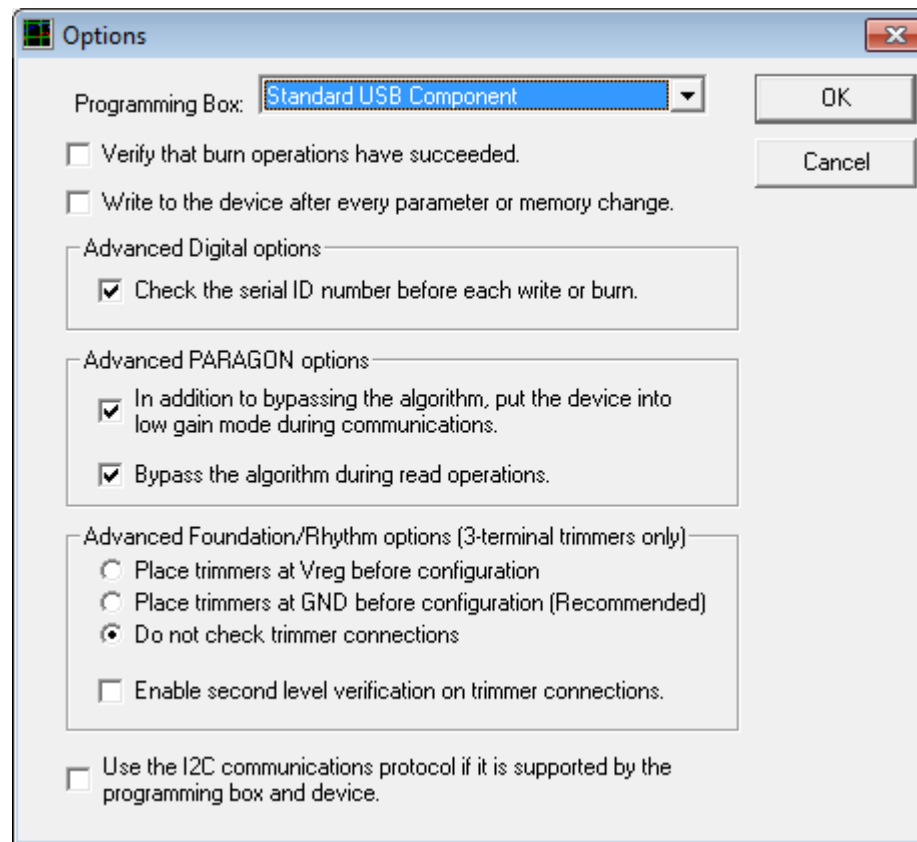 Options
Programming Box: Standard USB Component
OK
Verify that burn operations have succeeded.
Cancel
Write to the device after every parameter or memory change.
Advanced Digital options
Check the serial ID number before each write or burn.
Advanced PARAGON options
In addition to bypassing the algorithm, put the device into
low gain mode during communications.
Bypass the algorithm during read operations.
Advanced Foundation/Rhythm options (3-terminal trimmers only)
Place trimmers at Vreg before configuration
Place trimmers at GND before configuration (Recommended)
Do not check trimmer connections
Enable second level verification on trimmer connections.
Use the I2C communications protocol if it is supported by the
programming box and device.